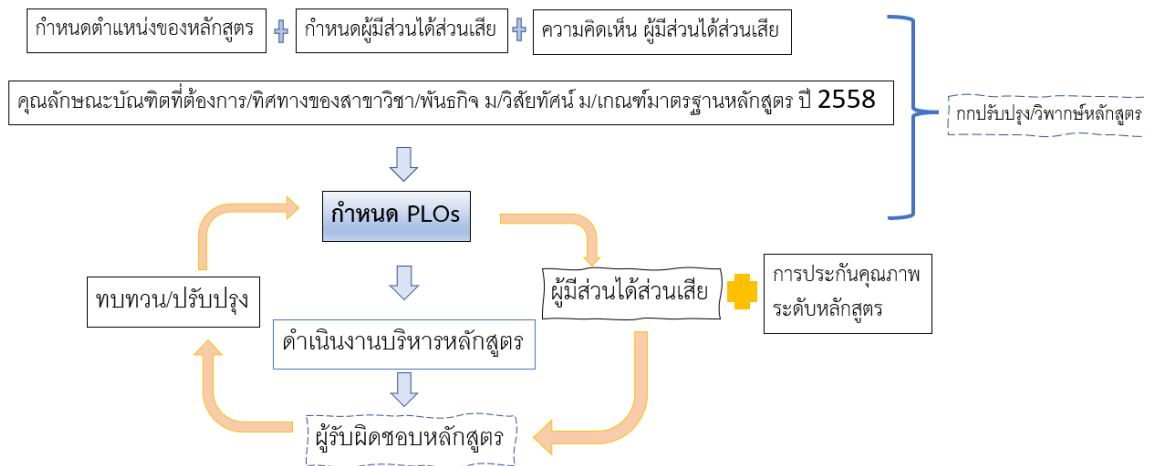 กำหนดตำแหน่งของหลักสูตร
กำหนดผู้มีส่วนได้ส่วนเสีย
ความคิดเห็น ผู้มีส่วนได้ส่วนเสีย
คุณลักษณะบัณฑิตที่ต้องการ/ทิศทางของสาขาวิชา/พันธกิจ ม/วิสัยทัศน์ ม/เกณฑ์มาตรฐานหลักสูตร ปี 2558
กกปรับปรุง/วิพากษ์หลักสูตร
กำหนด PLOs
ผู้มีส่วนได้ส่วนเสีย
การประกันคุณภาพ
ระดับหลักสูตร
ทบทวน/ปรับปรุง
ดำเนินงานบริหารหลักสูตร
ผู้รับผิดชอบหลักสูตร